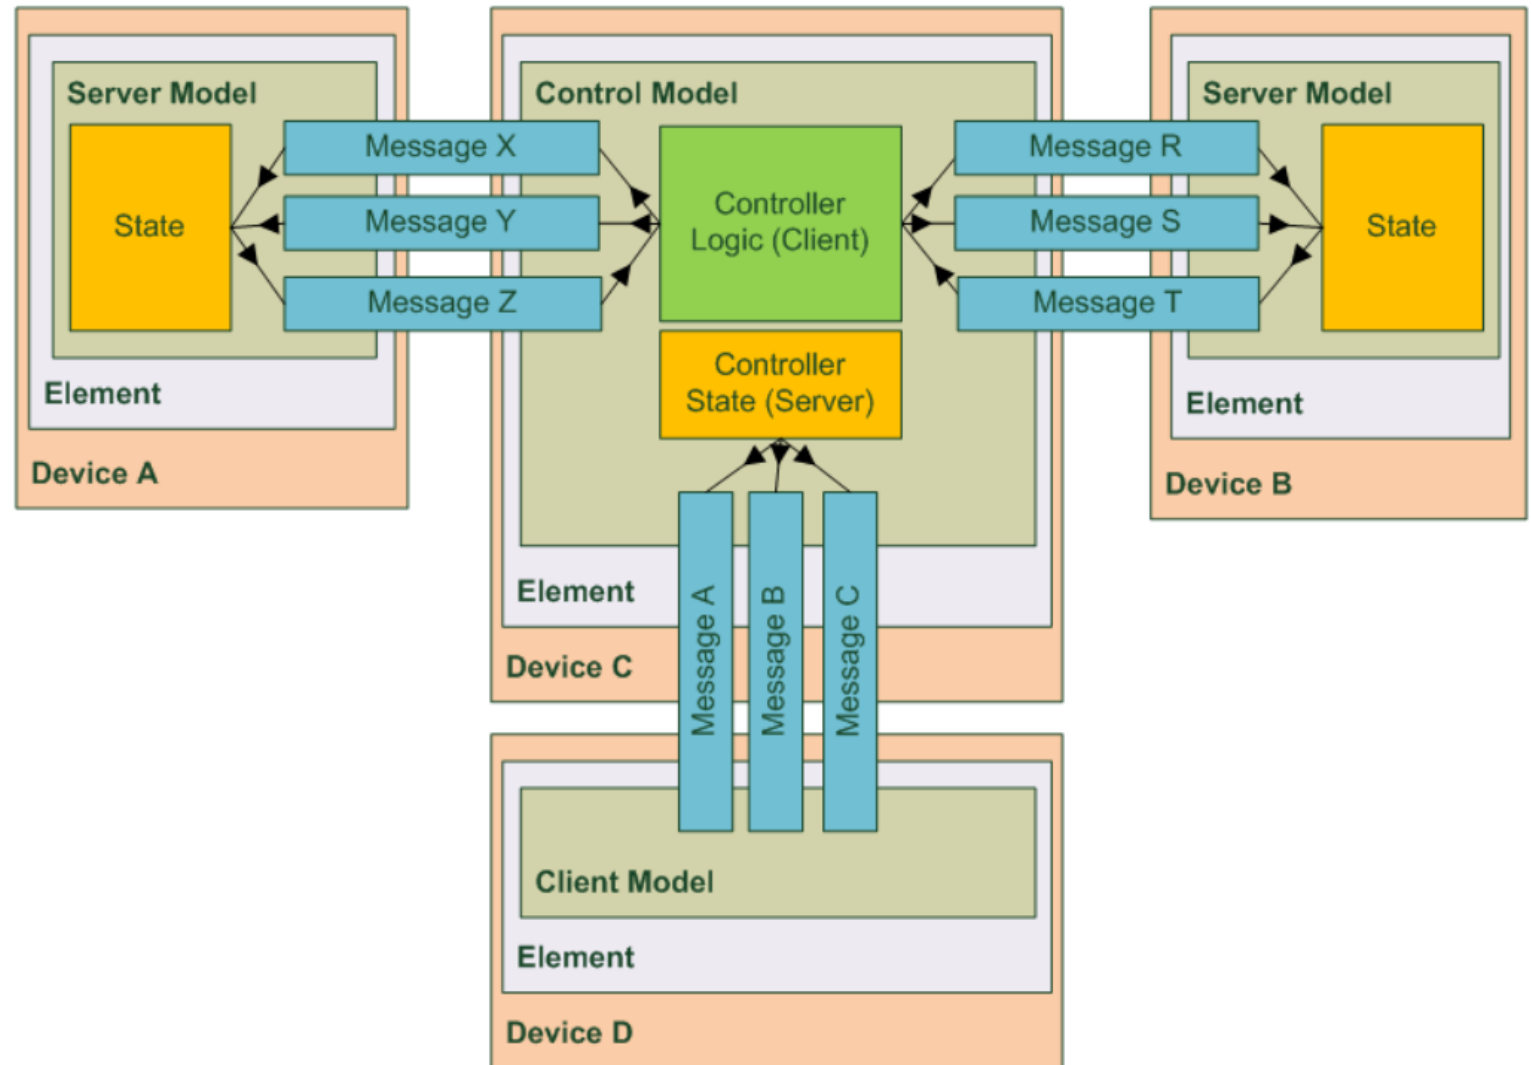 Server Model
State
Message X
Message Y
Message Z
Element
Device A
Control Model
Controller
Logic (Client)
Controller
State (Server)
Message A
Message B
Message C
Element
Device C
Server Model
Message R
Message S
Message T
State
Element
Device B
Client Model
Element
Device D